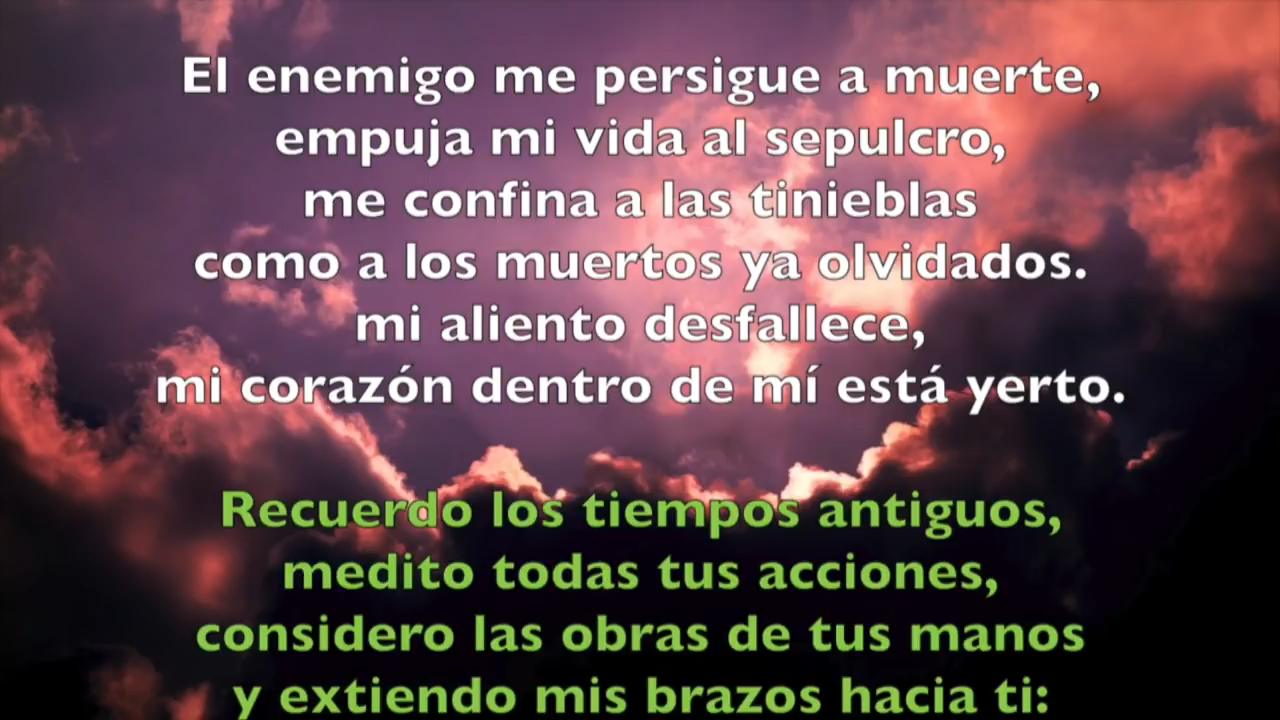 El enemigo me persigue a muerte,
empuja mi vida al sepulcro,
me confina a las tinieblas
como a los muertos ya olvidados.
mi aliento desfallece,
mi corazón dentro de mí está yerto.
Recuerdo los tiempos antiguos,
medito todas tus acciones,
considero las obras de tus manos
y extiendo mis brazos hacia ti: